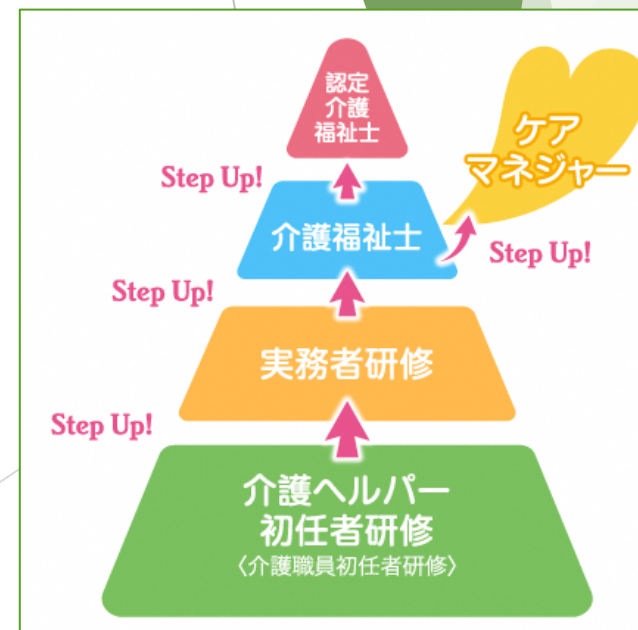 認定
介護
福祉士
Step Up!
ケア
マネジャー
介護福祉士
Step Up!
Step Up!
実務者研修
Step Up!
介護ヘルパー
初任者研修
〈介護職員初任者研修〉